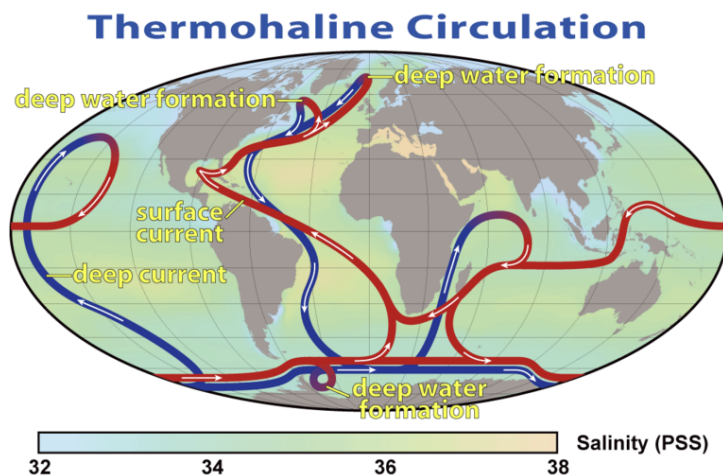 Thermohaline Circulation
deep water formation
deep water formation
surface
current
deep current
deep water
formation
Salinity (PSS)
32 34 36 38